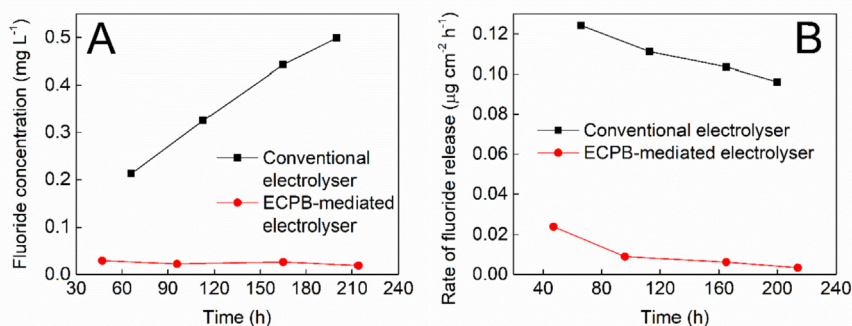 A
Fluoride concentration (mg L⁻¹)
0.5
0.4
0.3
0.2
0.1
0.0
Conventional
electrolyser
ECPB-mediated
electrolyser
30 60 90 120 150 180 210 240
Time (h)
B
Rate of fluoride release (µg cm⁻² h⁻¹)
0.12
0.10
0.08
0.06
0.04
0.02
0.00
Conventional electrolyser
ECPB-mediated electrolyser
40 80 120 160 200 240
Time (h)